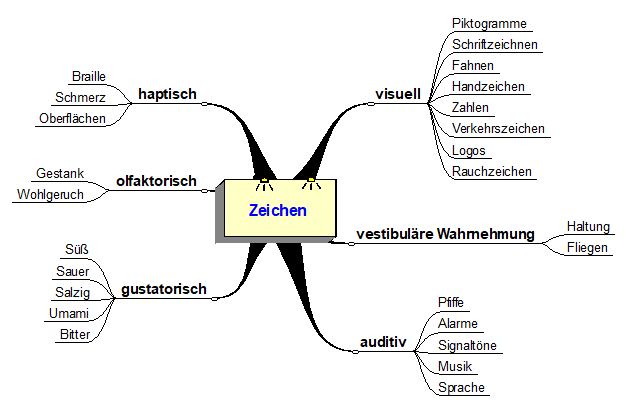 Zeichen
haptisch
Braille
Schmerz
Oberflächen
olfaktorisch
Gestank
Wohlgeruch
gustatorisch
Süß
Sauer
Salzig
Umami
Bitter
visuell
Piktogramme
Schriftzeichnen
Fahnen
Handzeichen
Zahlen
Verkehrszeichen
Logos
Rauchzeichen
vestibuläre Wahrnehmung
Haltung
Fliegen
auditiv
Pfiffe
Alarme
Signaltöne
Musik
Sprache